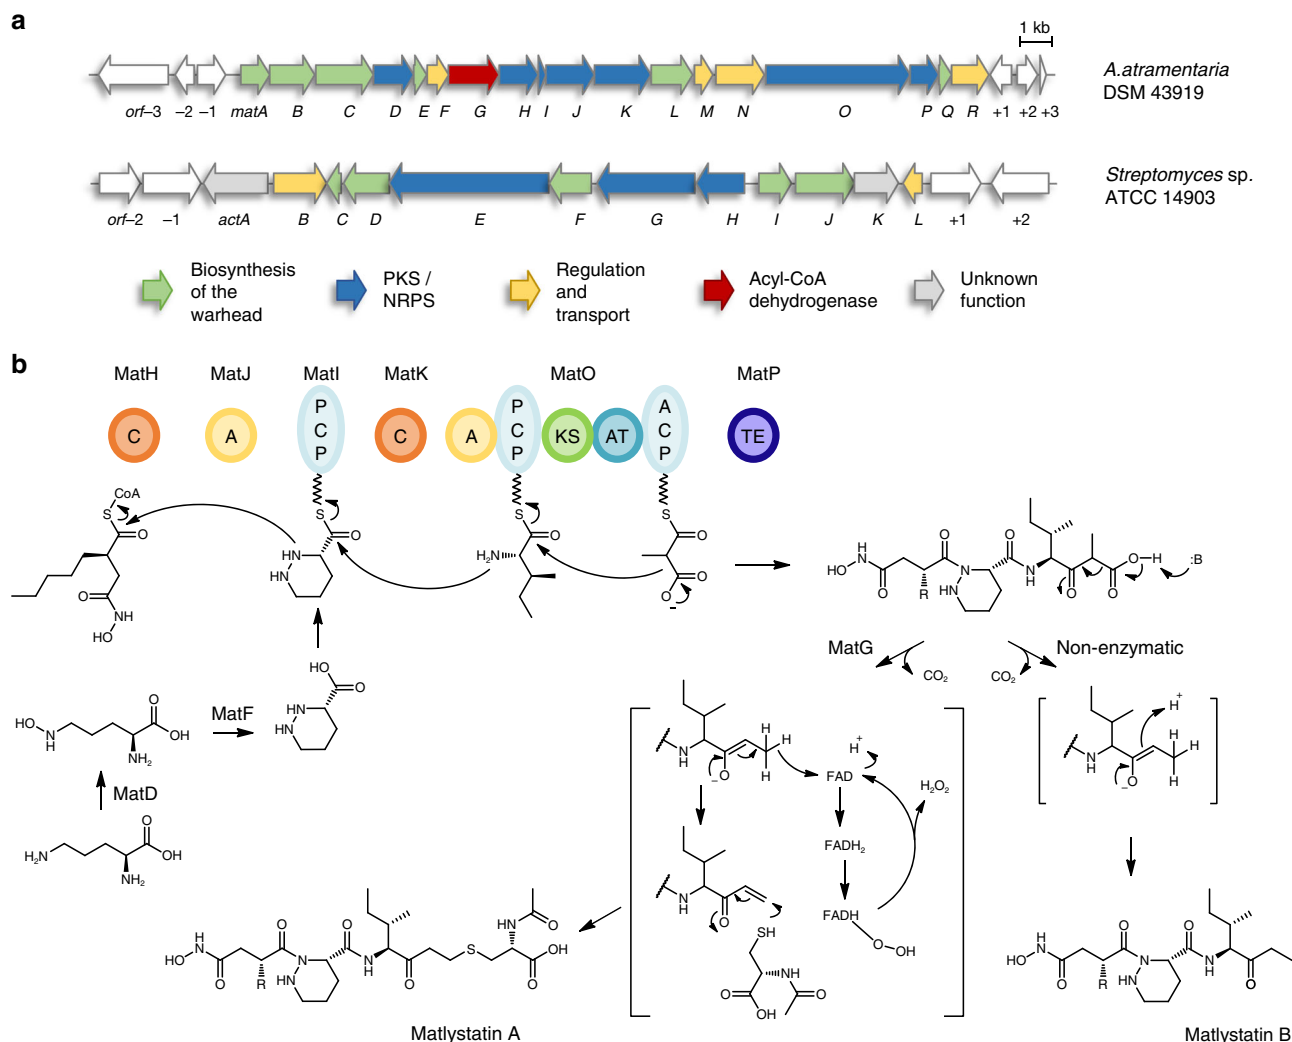 a
1 kb
A.atramentaria
DSM 43919
orf–3 –2 –1 matA B C D E F G H I J K L M N O P Q R +1 +2 +3
Streptomyces sp.
ATCC 14903
orf–2 –1 actA B C D E F G H I J K L +1 +2
Biosynthesis
of the
warhead
PKS /
NRPS
Regulation
and
transport
Acyl-CoA
dehydrogenase
Unknown
function
b
MatH MatJ MatI MatK MatO MatP
C A PCP C A PCP KS AT ACP TE
CoA
S
O
O
NH
HO
S
O
HN
HN
S
O
H2N
S
O
O
O
–
H
N
HO
O
R
O
N
HN
O
N
H
O
O
O–H
:B
MatG
CO2
CO2
Non-enzymatic
HO
O
HN
HN
HO
N
H
O
OH
NH2
MatF
MatD
H2N
O
OH
NH2
N
H
O
–
H
H
H
H+
FAD
H2O2
FADH2
FADH
O
OH
N
H
O
SH
NH
O
OH
O
N
H
O
–
H+
H
H
H
H
N
HO
O
R
O
N
HN
O
N
H
O
S
HN
O
OH
O
Matlystatin A
H
N
HO
O
R
O
N
HN
O
N
H
O
Matlystatin B